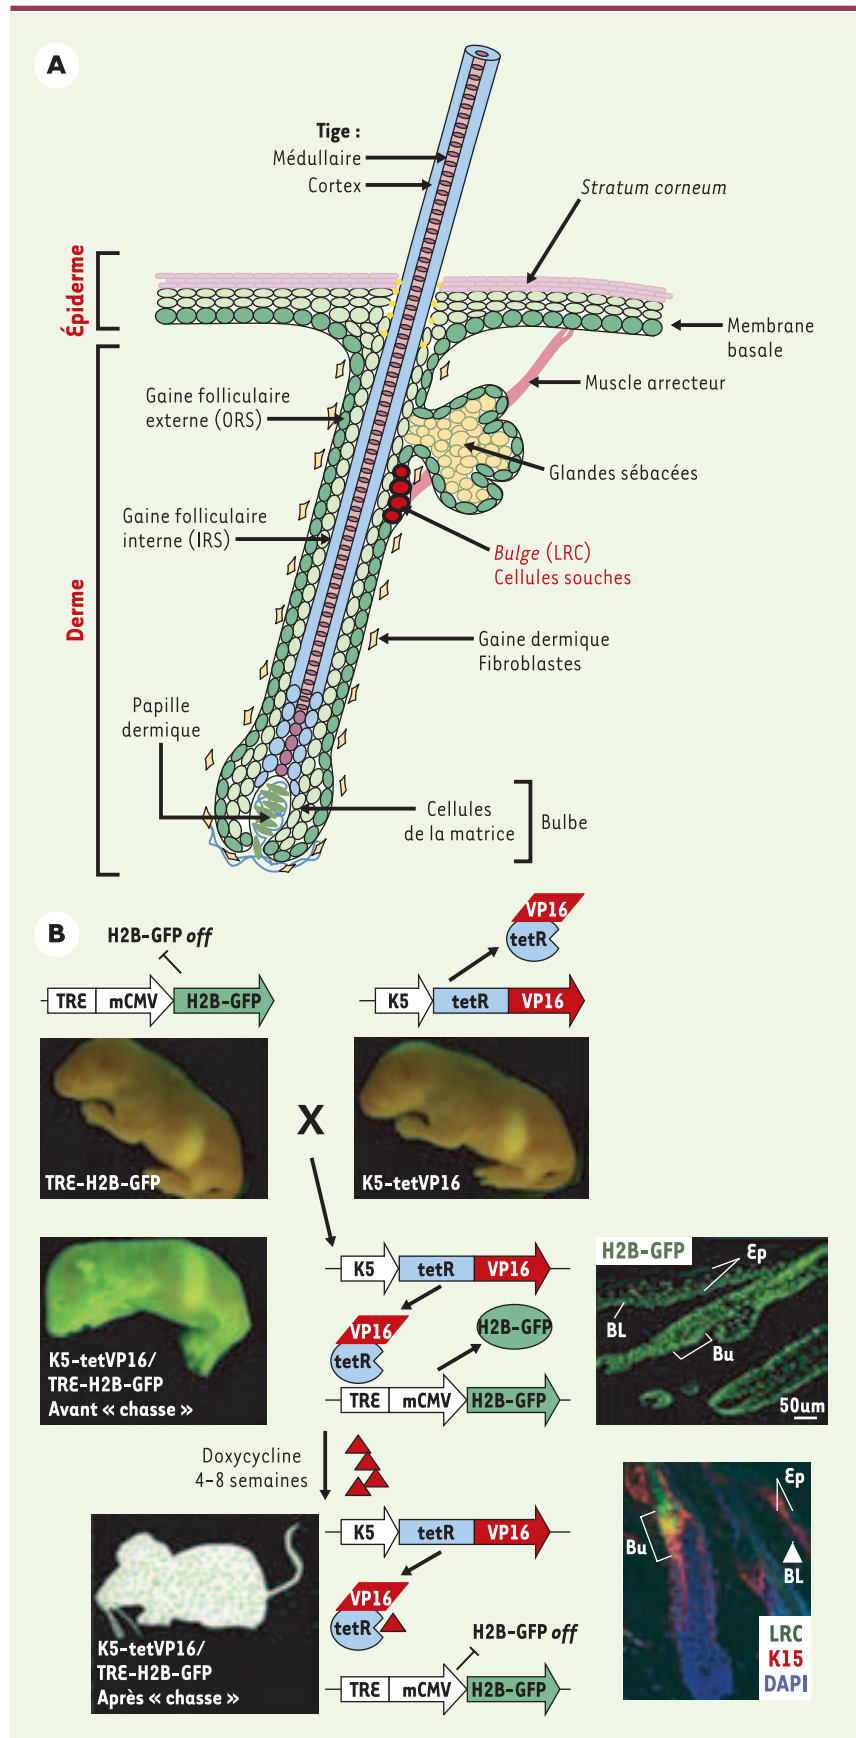 A
Tige :
Médullaire
Cortex
Stratum corneum
Épiderme
Membrane
basale
Muscle arrecteur
Gaine folliculaire
externe (ORS)
Glandes sébacées
Gaine folliculaire
interne (IRS)
Bulge (LRC)
Cellules souches
Derme
Gaine dermique
Fibroblastes
Papille
dermique
Cellules
de la matrice
Bulbe
B
H2B-GFP off
VP16
tetR
TRE mCMV H2B-GFP
K5 tetR VP16
TRE-H2B-GFP
X
K5-tetVP16
K5 tetR VP16
VP16
tetR
H2B-GFP
TRE mCMV H2B-GFP
K5-tetVP16/
TRE-H2B-GFP
Avant « chasse »
H2B-GFP
Ep
BL
Bu
50um
Doxycycline
4-8 semaines
K5 tetR VP16
VP16
tetR
H2B-GFP off
TRE mCMV H2B-GFP
K5-tetVP16/
TRE-H2B-GFP
Après « chasse »
Ep
Bu
BL
LRC
K15
DAPI